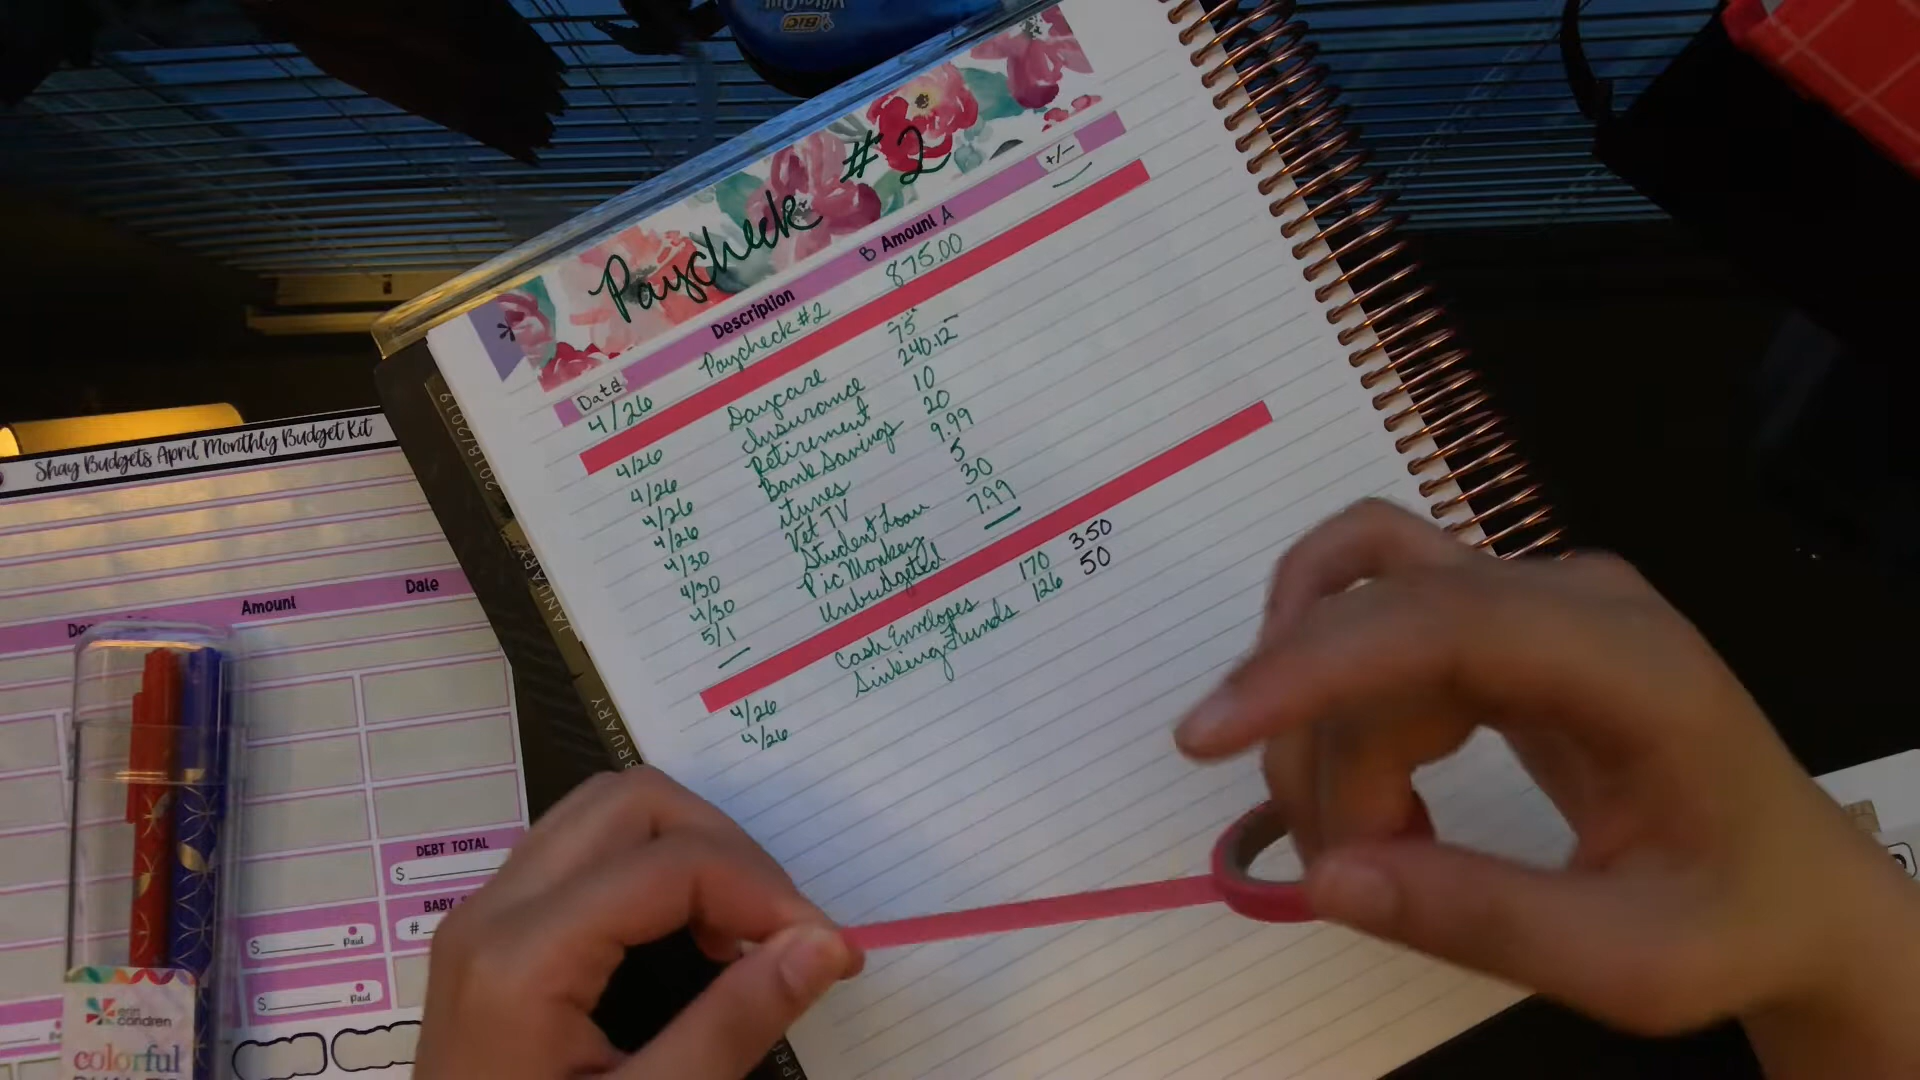 BIC
Paycheck #2
*
Date Description B Amount A +/-
4/26 Paycheck #2 875.00
4/26 Daycare 75
4/26 Insurance 240.12
4/26 Retirement 10
4/26 Bank Savings 20
4/30 itunes 9.99
4/30 Vet TV 5
4/30 Student Loan 30
5/1 Pic Monkey 7.99
— Unbudgeted —
4/26 Cash Envelopes 170 350
4/26 Sinking Funds 126 50
2018/2019
JANUARY
BRUARY
Shay Budgets April Monthly Budget Kit
Amount Date
DEBT TOTAL
$
BABY
#
$ Paid
$ Paid
erin condren
colorful